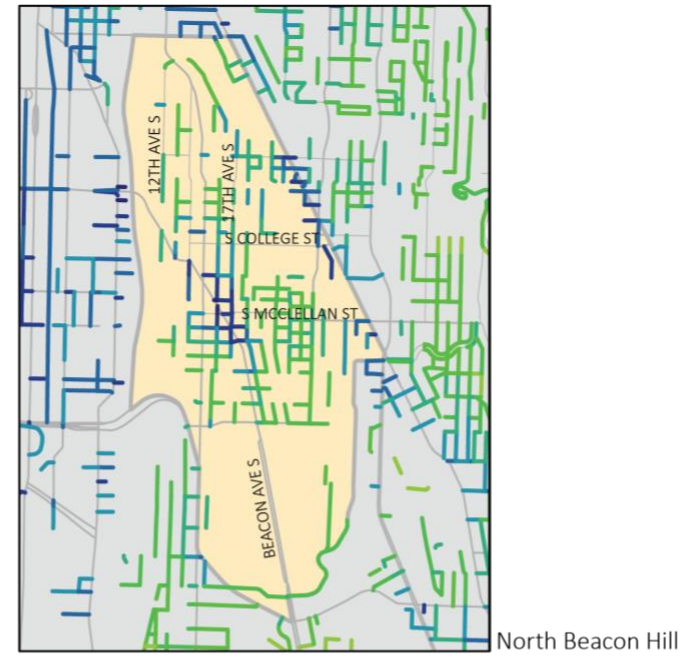 12TH AVE S
17TH AVE S
S COLLEGE ST
S MCCLELLAN ST
BEACON AVE S
North Beacon Hill